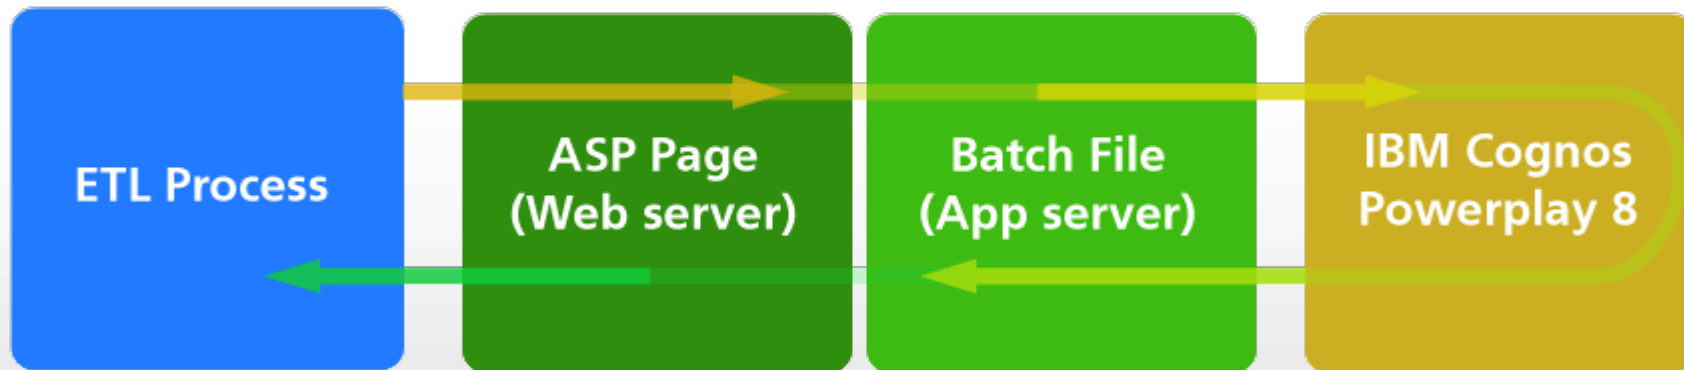 ETL Process
ASP Page
(Web server)
Batch File
(App server)
IBM Cognos
Powerplay 8